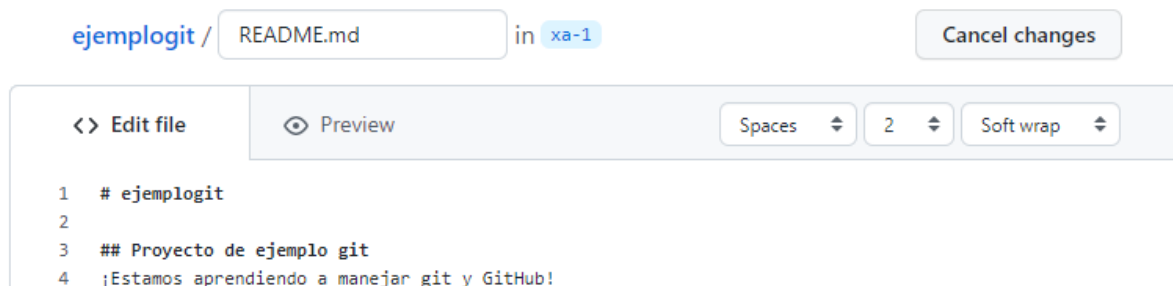 ejemplogit / README.md in xa-1 Cancel changes
<> Edit file Preview Spaces 2 Soft wrap
1 # ejemplogit
2
3 ## Proyecto de ejemplo git
4 ¡Estamos aprendiendo a manejar git y GitHub!